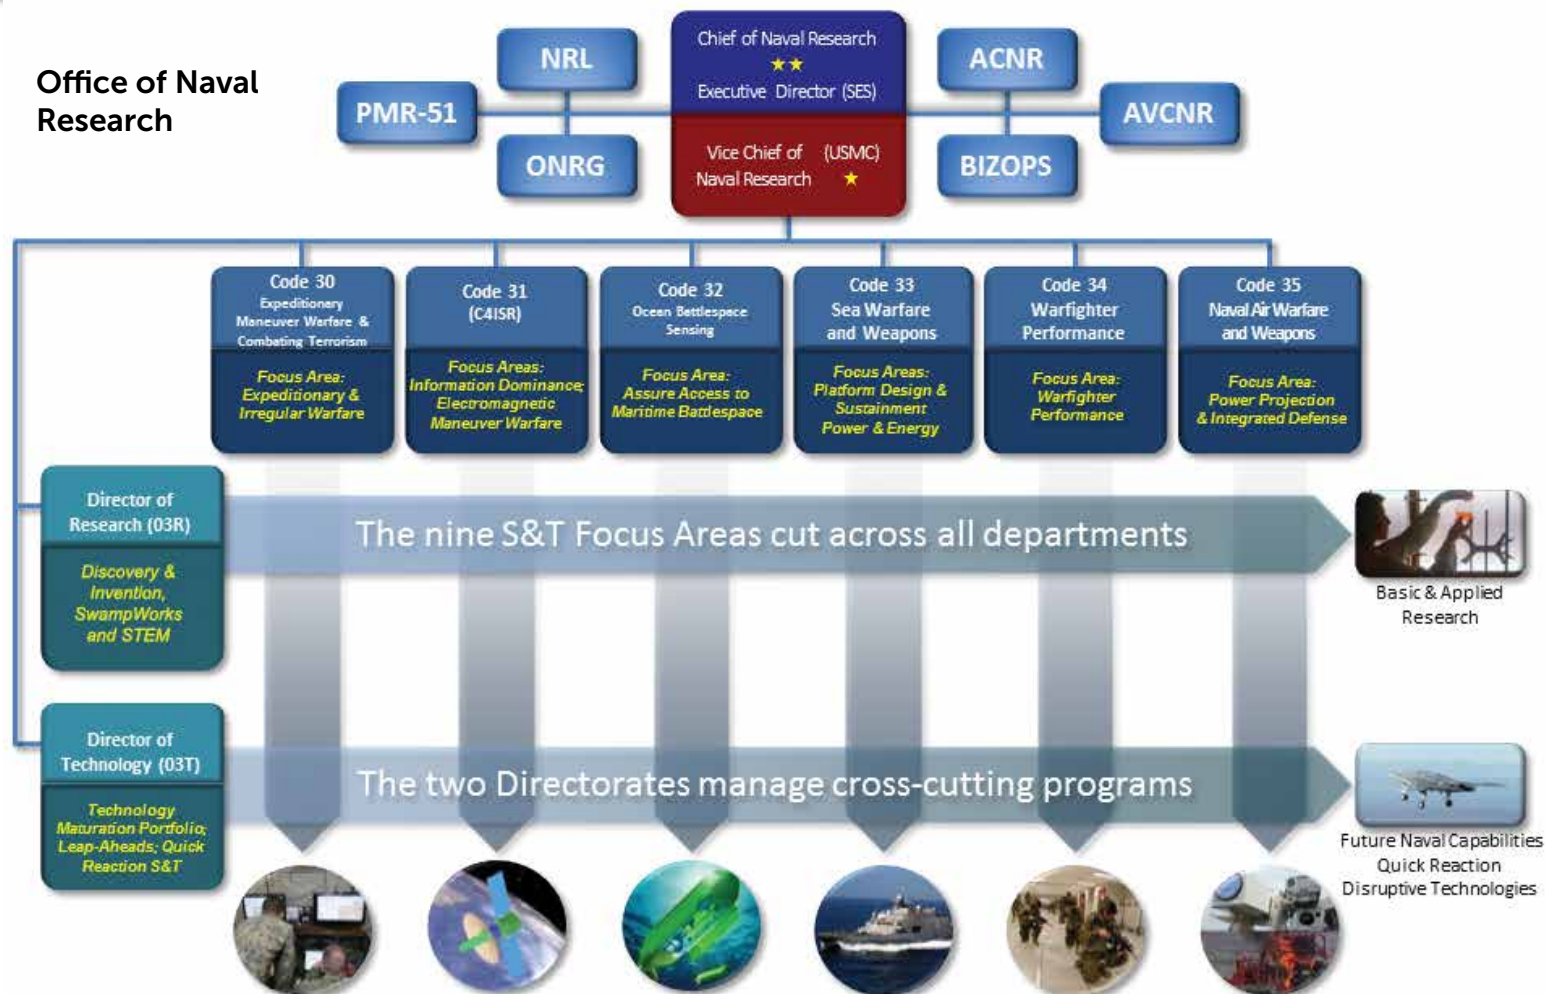 Office of Naval
Research
NRL
PMR-51
ONRG
Chief of Naval Research
Executive Director (SES)
Vice Chief of (USMC)
Naval Research
ACNR
AVCNR
BIZOPS
Code 30
Expeditionary
Maneuver Warfare &
Combating Terrorism
Focus Area:
Expeditionary &
Irregular Warfare
Code 31
(C4ISR)
Focus Areas:
Information Dominance;
Electromagnetic
Maneuver Warfare
Code 32
Ocean Battlespace
Sensing
Focus Area:
Assure Access to
Maritime Battlespace
Code 33
Sea Warfare
and Weapons
Focus Areas:
Platform Design &
Sustainment
Power & Energy
Code 34
Warfighter
Performance
Focus Area:
Warfighter
Performance
Code 35
Naval Air Warfare
and Weapons
Focus Area:
Power Projection
& Integrated Defense
Director of
Research (03R)
Discovery &
Invention,
SwampWorks
and STEM
The nine S&T Focus Areas cut across all departments
Basic & Applied
Research
Director of
Technology (03T)
Technology
Maturation Portfolio;
Leap-Aheads; Quick
Reaction S&T
The two Directorates manage cross-cutting programs
Future Naval Capabilities
Quick Reaction
Disruptive Technologies